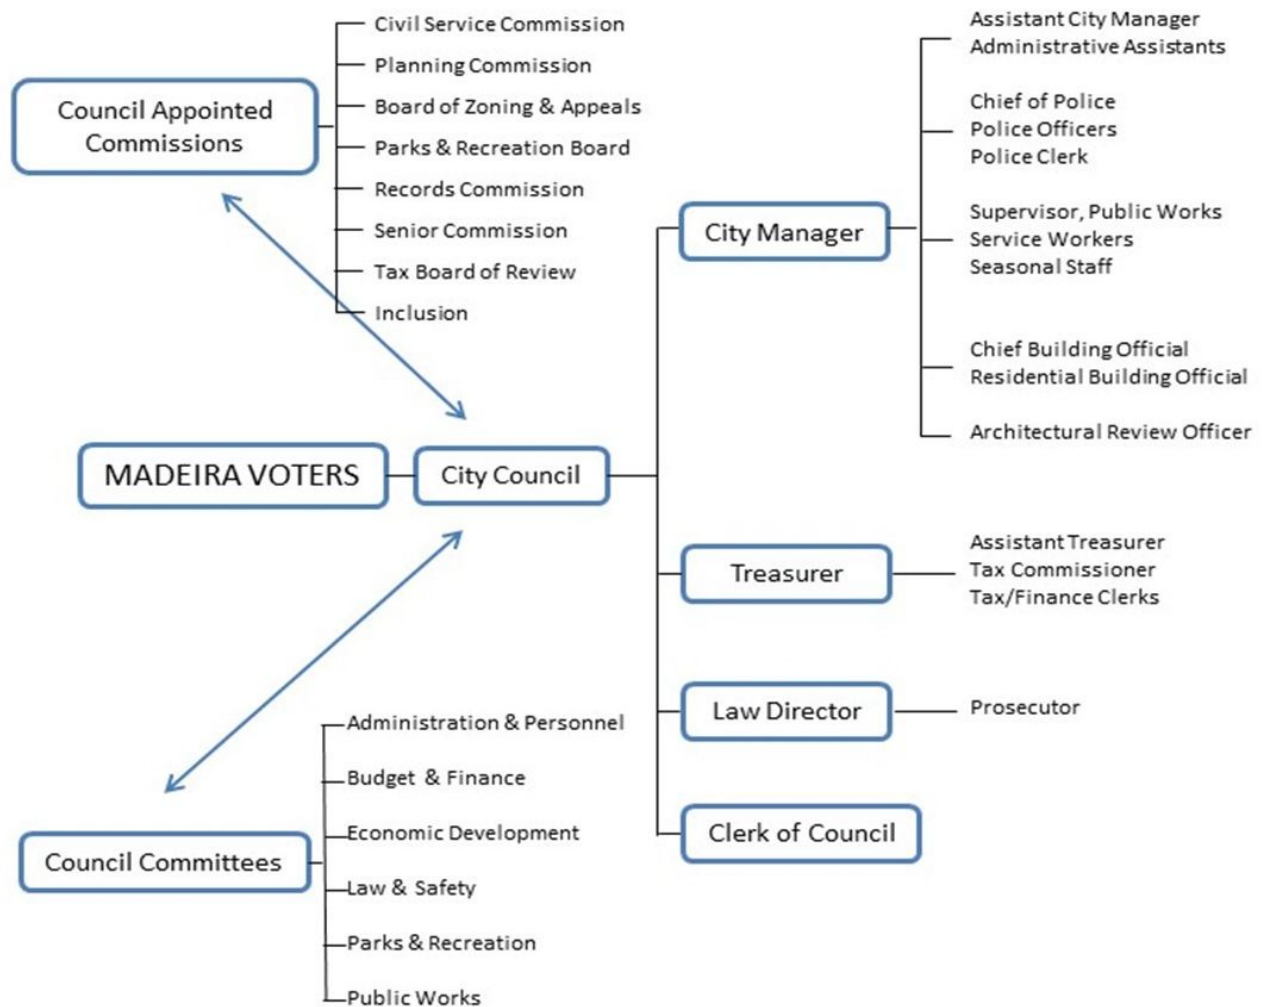 Council Appointed
Commissions
Civil Service Commission
Planning Commission
Board of Zoning & Appeals
Parks & Recreation Board
Records Commission
Senior Commission
Tax Board of Review
Inclusion
MADEIRA VOTERS
City Council
Council Committees
Administration & Personnel
Budget & Finance
Economic Development
Law & Safety
Parks & Recreation
Public Works
City Manager
Assistant City Manager
Administrative Assistants
Chief of Police
Police Officers
Police Clerk
Supervisor, Public Works
Service Workers
Seasonal Staff
Chief Building Official
Residential Building Official
Architectural Review Officer
Treasurer
Assistant Treasurer
Tax Commissioner
Tax/Finance Clerks
Law Director
Prosecutor
Clerk of Council